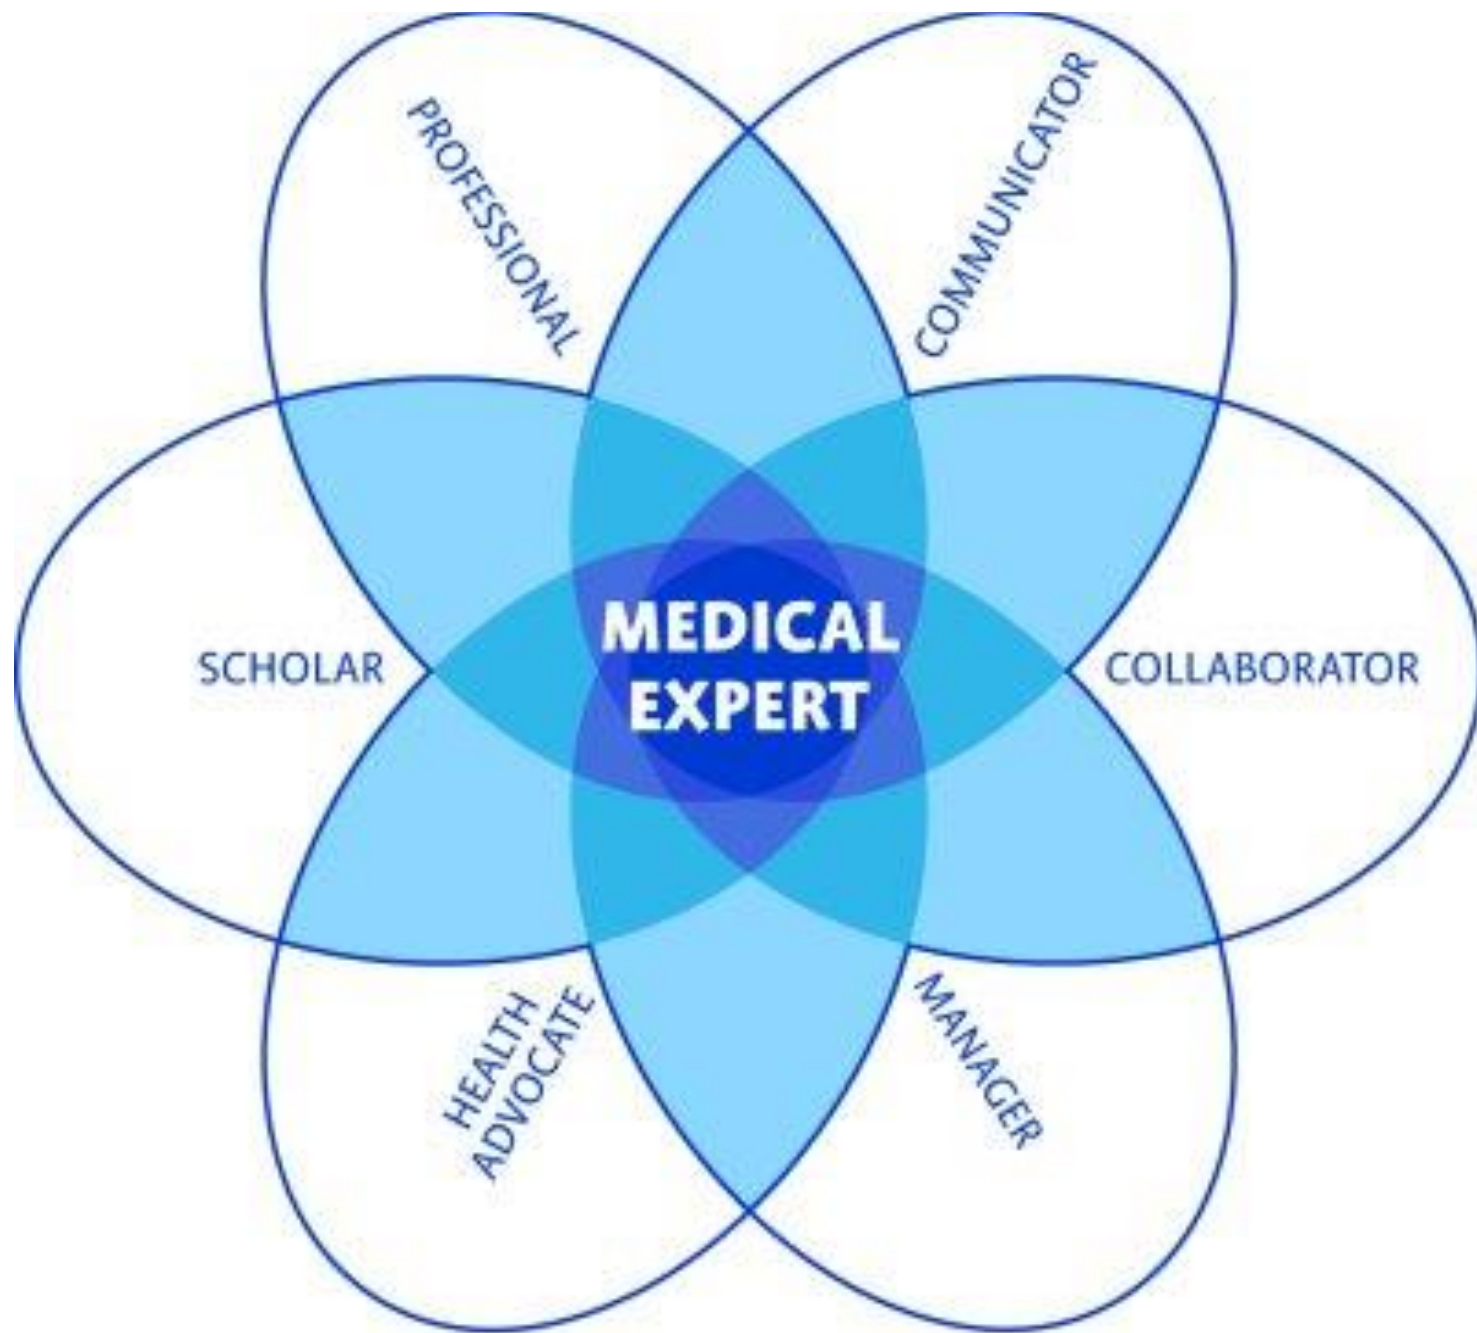 PROFESSIONAL
COMMUNICATOR
SCHOLAR
MEDICAL
EXPERT
COLLABORATOR
HEALTH
ADVOCATE
MANAGER